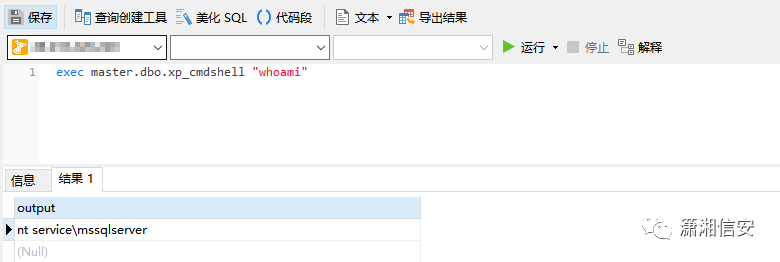 保存 查询创建工具 美化 SQL 代码段 文本 导出结果
运行 停止 解释
1 exec master.dbo.xp_cmdshell "whoami"
信息 结果 1
output
nt service\mssqlserver
(Null)
潇湘信安